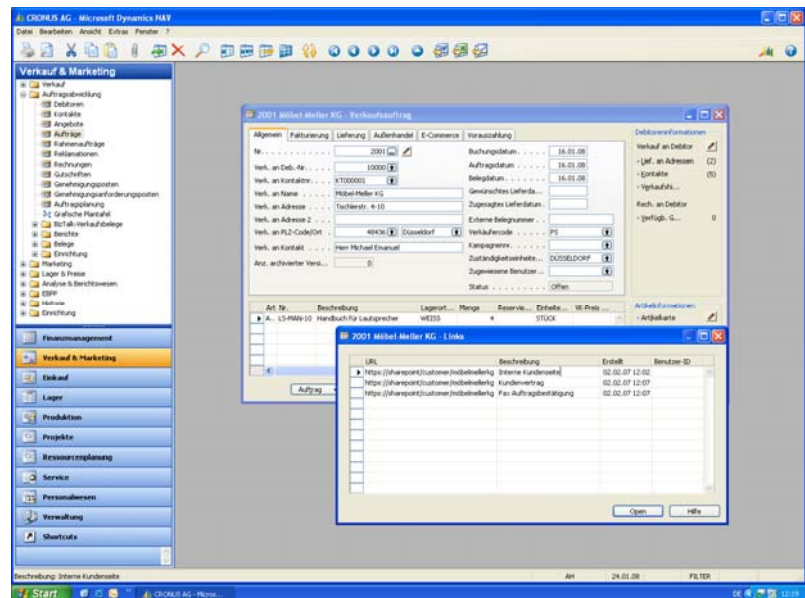 CRONUS AG - Microsoft Dynamics NAV
Datei Bearbeiten Ansicht Extras Fenster ?
Verkauf & Marketing
Verkauf
Auftragsabwicklung
Debitoren
Kontakte
Angebote
Aufträge
Rahmenaufträge
Reklamationen
Rechnungen
Gutschriften
Genehmigungsposten
Genehmigungsanforderungsposten
Auftragsplanung
Grafische Plantafel
BizTalk-Verkaufsbelege
Berichte
Belege
Einrichtung
Marketing
Lager & Preise
Analyse & Berichtswesen
EBPP
Historie
Einrichtung
Finanzmanagement
Verkauf & Marketing
Einkauf
Lager
Produktion
Projekte
Ressourcenplanung
Service
Personalwesen
Verwaltung
Shortcuts
2001 Möbel-Meller KG - Verkaufsauftrag
Allgemein Fakturierung Lieferung Außenhandel E-Commerce Vorauszahlung
Nr. . . . . . . . . . . . 2001
Verk. an Deb.-Nr. . . . . . 10000
Verk. an Kontaktnr. . . . . KT000001
Verk. an Name . . . . . Möbel-Meller KG
Verk. an Adresse . . . . Tischlerstr. 4-10
Verk. an Adresse 2 . . .
Verk. an PLZ-Code/Ort . 48436 Düsseldorf
Verk. an Kontakt . . . . Herr Michael Emanuel
Anz. archivierter Versi... 0
Buchungsdatum . . . . . 16.01.08
Auftragsdatum . . . . . 16.01.08
Belegdatum . . . . . . 16.01.08
Gewünschtes Lieferda...
Zugesagtes Lieferdatum .
Externe Belegnummer . .
Verkäufercode . . . . . PS
Kampagnennr. . . . . .
Zuständigkeitseinheite... DÜSSELDORF
Zugewiesene Benutzer...
Status . . . . . . . . . Offen
Debitoreninformationen
Verkauf an Debitor
Lief. an Adressen (2)
Kontakte (5)
Verkaufshi...
Rech. an Debitor
Verfügb. G... 0
Art Nr. Beschreibung Lagerort... Menge Reservie... Einheite... VK-Preis ...
A.. LS-MAN-10 Handbuch für Lautsprecher WEISS 4 STÜCK
Artikelinformationen
Artikelkarte
Auftrag
2001 Möbel-Meller KG - Links
URL Beschreibung Erstellt Benutzer-ID
https://sharepoint/customer/möbelmellerkg Interne Kundenseite 02.02.07 12:02
https://sharepoint/customer/möbelmellerkg Kundenvertrag 02.02.07 12:07
https://sharepoint/customer/möbelmellerkg Fax Auftragsbestätigung 02.02.07 12:07
Open Hilfe
Beschreibung: Interne Kundenseite AH 24.01.08 FILTER
Start CRONUS AG - Micros... DE 12:19